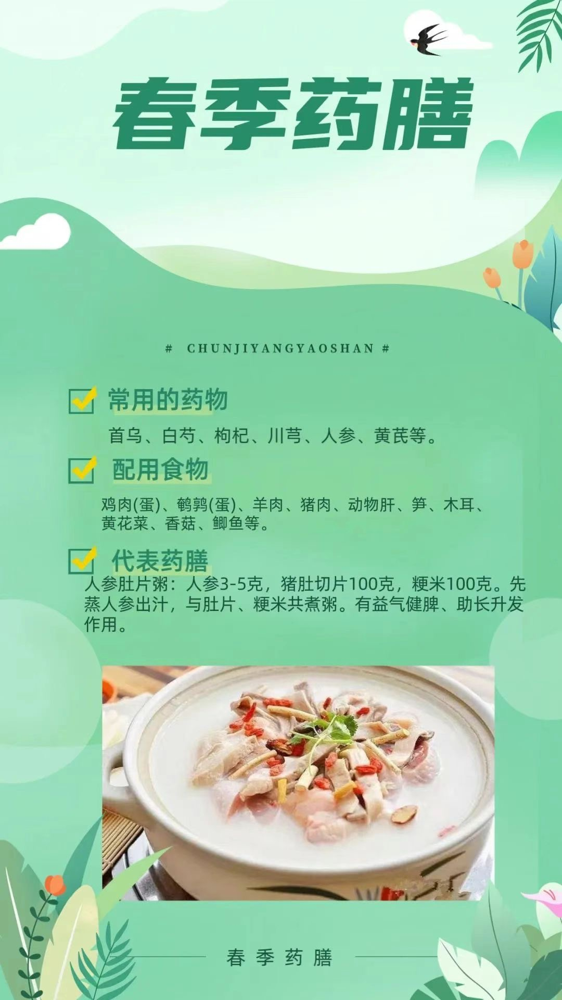 春季药膳
# CHUNJIYANGYAOSHAN #
常用的药物
首乌、白芍、枸杞、川芎、人参、黄芪等。
配用食物
鸡肉(蛋)、鹌鹑(蛋)、羊肉、猪肉、动物肝、笋、木耳、
黄花菜、香菇、鲫鱼等。
代表药膳
人参肚片粥：人参3-5克，猪肚切片100克，粳米100克。先
蒸人参出汁，与肚片、粳米共煮粥。有益气健脾、助长升发
作用。
春季药膳